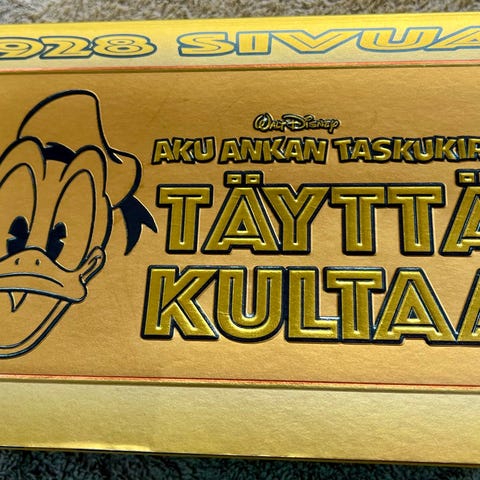 928 SIVUA
Walt Disney
AKU ANKAN TASKUKIR
TÄYTTÄ
KULTAA